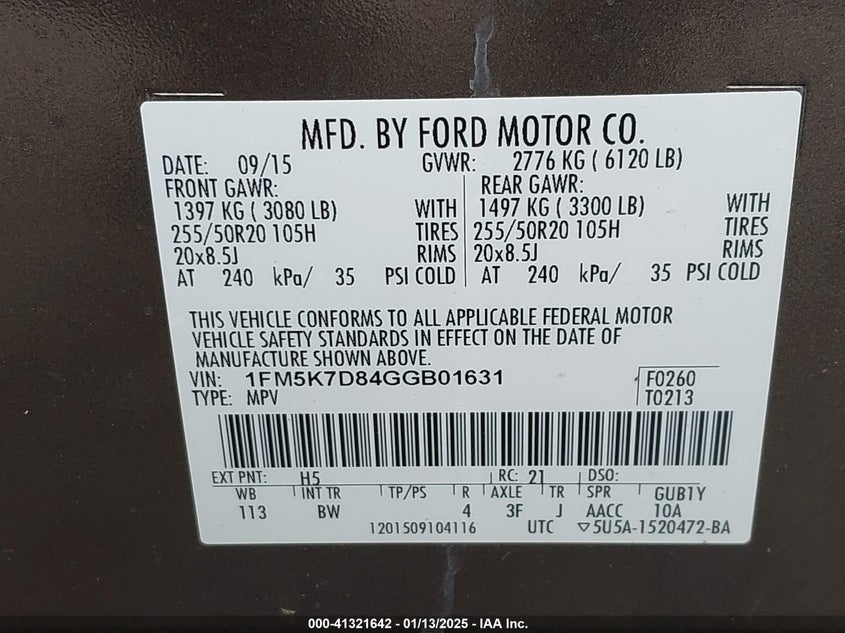 MFD. BY FORD MOTOR CO.
DATE: 09/15 GVWR: 2776 KG ( 6120 LB)
FRONT GAWR: REAR GAWR:
1397 KG ( 3080 LB) WITH 1497 KG ( 3300 LB) WITH
255/50R20 105H TIRES 255/50R20 105H TIRES
20x8.5J RIMS 20x8.5J RIMS
AT 240 kPa/ 35 PSI COLD AT 240 kPa/ 35 PSI COLD
THIS VEHICLE CONFORMS TO ALL APPLICABLE FEDERAL MOTOR
VEHICLE SAFETY STANDARDS IN EFFECT ON THE DATE OF
MANUFACTURE SHOWN ABOVE.
VIN: 1FM5K7D84GGB01631 F0260
TYPE: MPV T0213
EXT PNT: H5 RC: 21 DSO:
WB INT TR TP/PS R AXLE TR SPR GUB1Y
113 BW 4 3F J AACC 10A
1201509104116 UTC ▽5U5A-1520472-BA
000-41321642 - 01/13/2025 - IAA Inc.